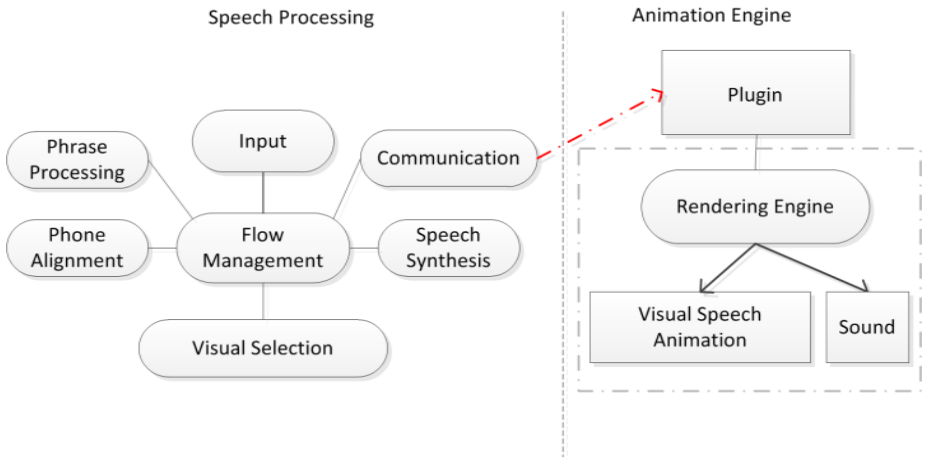 Speech Processing
Animation Engine
Input
Phrase
Processing
Communication
Phone
Alignment
Flow
Management
Speech
Synthesis
Visual Selection
Plugin
Rendering Engine
Visual Speech
Animation
Sound